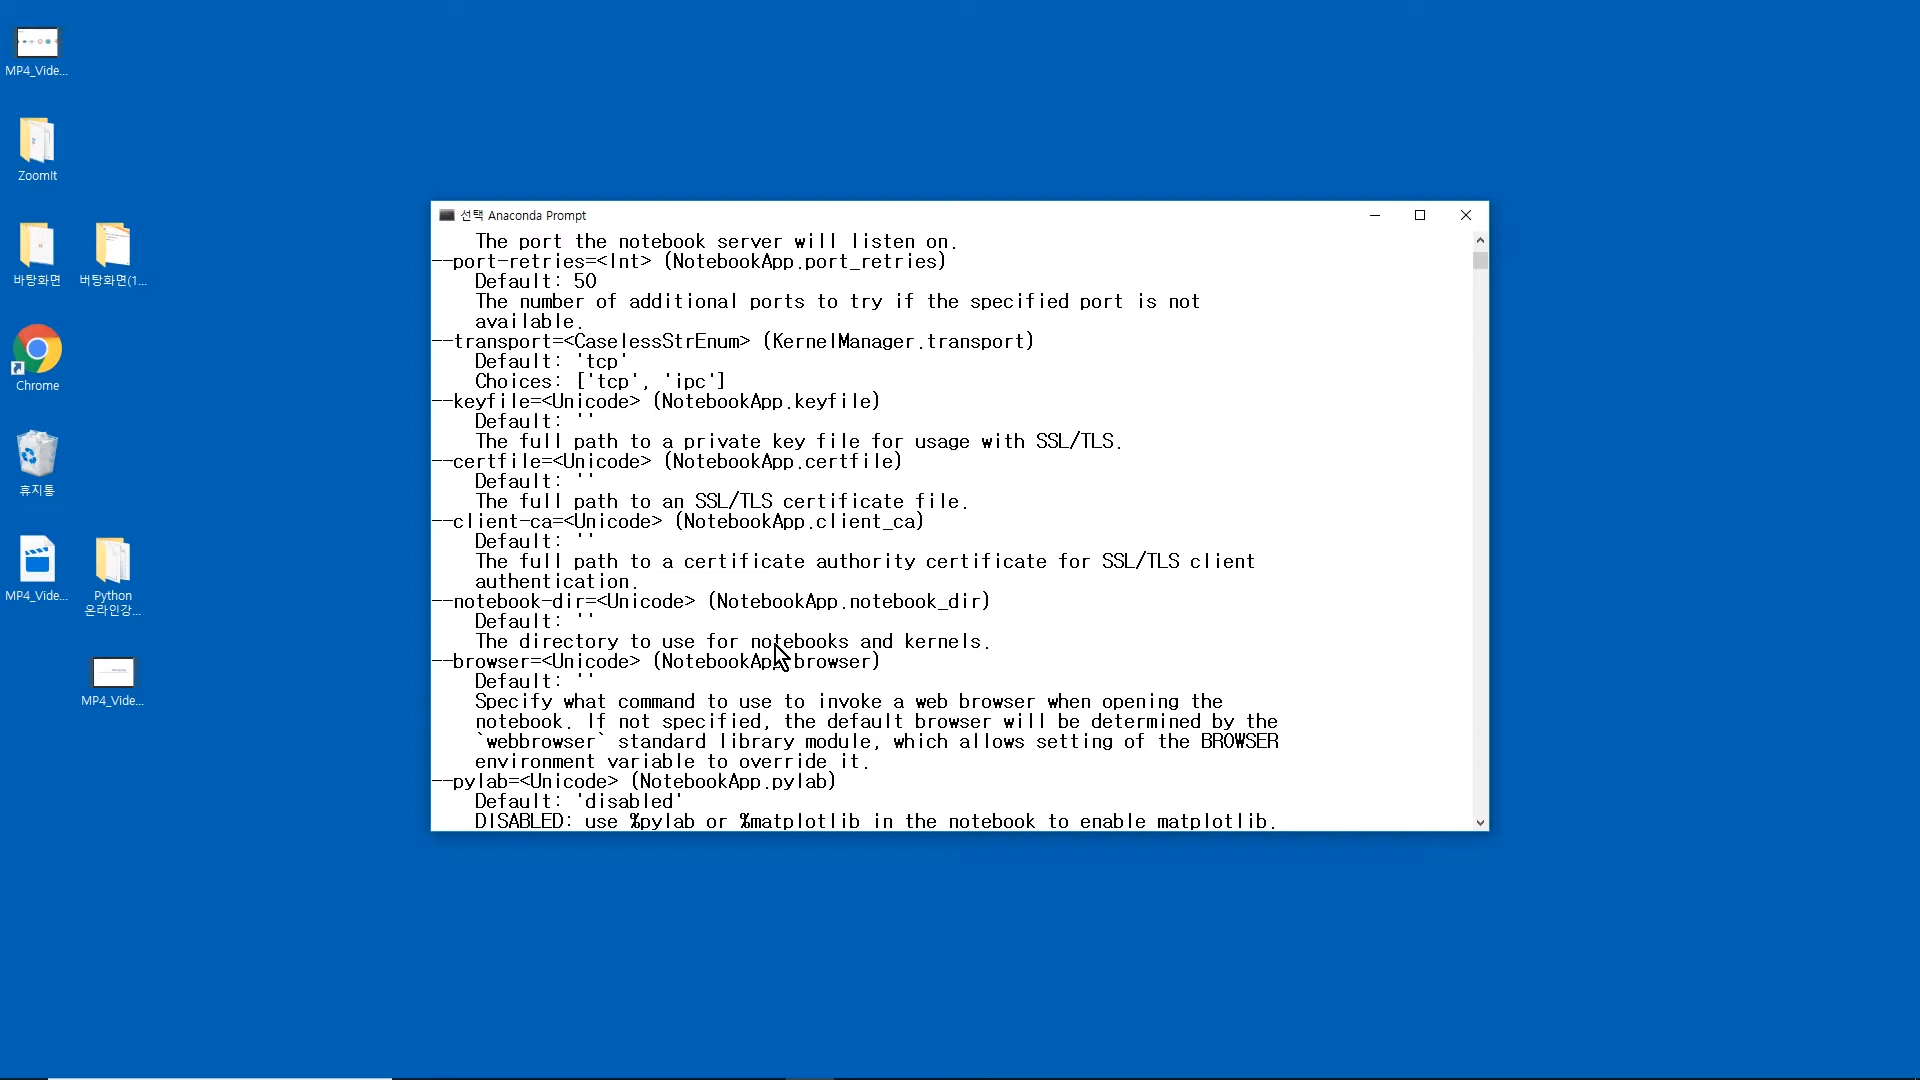 MP4_Vide...
ZoomIt
바탕화면
버탕화면(1...
Chrome
휴지통
MP4_Vide...
Python
온라인강...
MP4_Vide...
선택 Anaconda Prompt
The port the notebook server will listen on.
--port-retries=<Int> (NotebookApp.port_retries)
Default: 50
The number of additional ports to try if the specified port is not
available.
--transport=<CaselessStrEnum> (KernelManager.transport)
Default: 'tcp'
Choices: ['tcp', 'ipc']
--keyfile=<Unicode> (NotebookApp.keyfile)
Default: ''
The full path to a private key file for usage with SSL/TLS.
--certfile=<Unicode> (NotebookApp.certfile)
Default: ''
The full path to an SSL/TLS certificate file.
--client-ca=<Unicode> (NotebookApp.client_ca)
Default: ''
The full path to a certificate authority certificate for SSL/TLS client
authentication.
--notebook-dir=<Unicode> (NotebookApp.notebook_dir)
Default: ''
The directory to use for notebooks and kernels.
--browser=<Unicode> (NotebookApp.browser)
Default: ''
Specify what command to use to invoke a web browser when opening the
notebook. If not specified, the default browser will be determined by the
`webbrowser` standard library module, which allows setting of the BROWSER
environment variable to override it.
--pylab=<Unicode> (NotebookApp.pylab)
Default: 'disabled'
DISABLED: use %pylab or %matplotlib in the notebook to enable matplotlib.